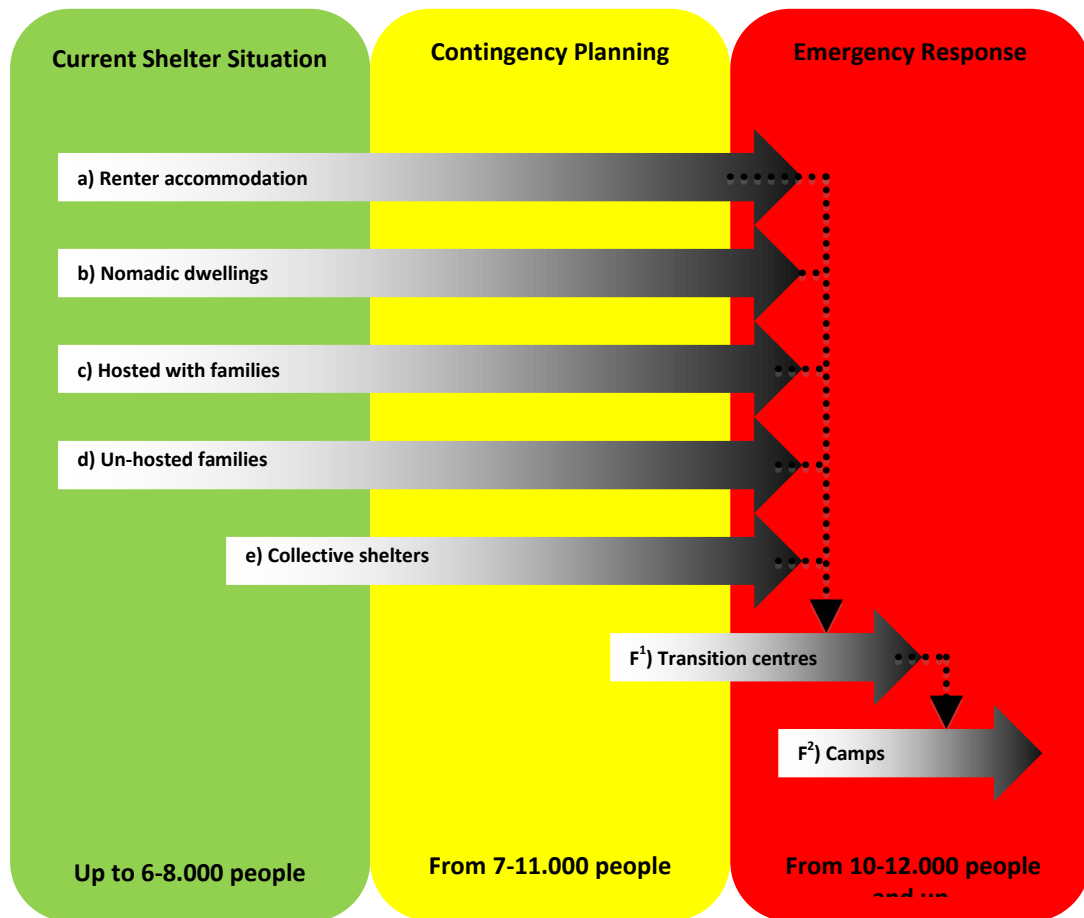 Current Shelter Situation
Contingency Planning
Emergency Response
a) Renter accommodation
b) Nomadic dwellings
c) Hosted with families
d) Un-hosted families
e) Collective shelters
F¹) Transition centres
F²) Camps
Up to 6-8.000 people
From 7-11.000 people
From 10-12.000 people
and up